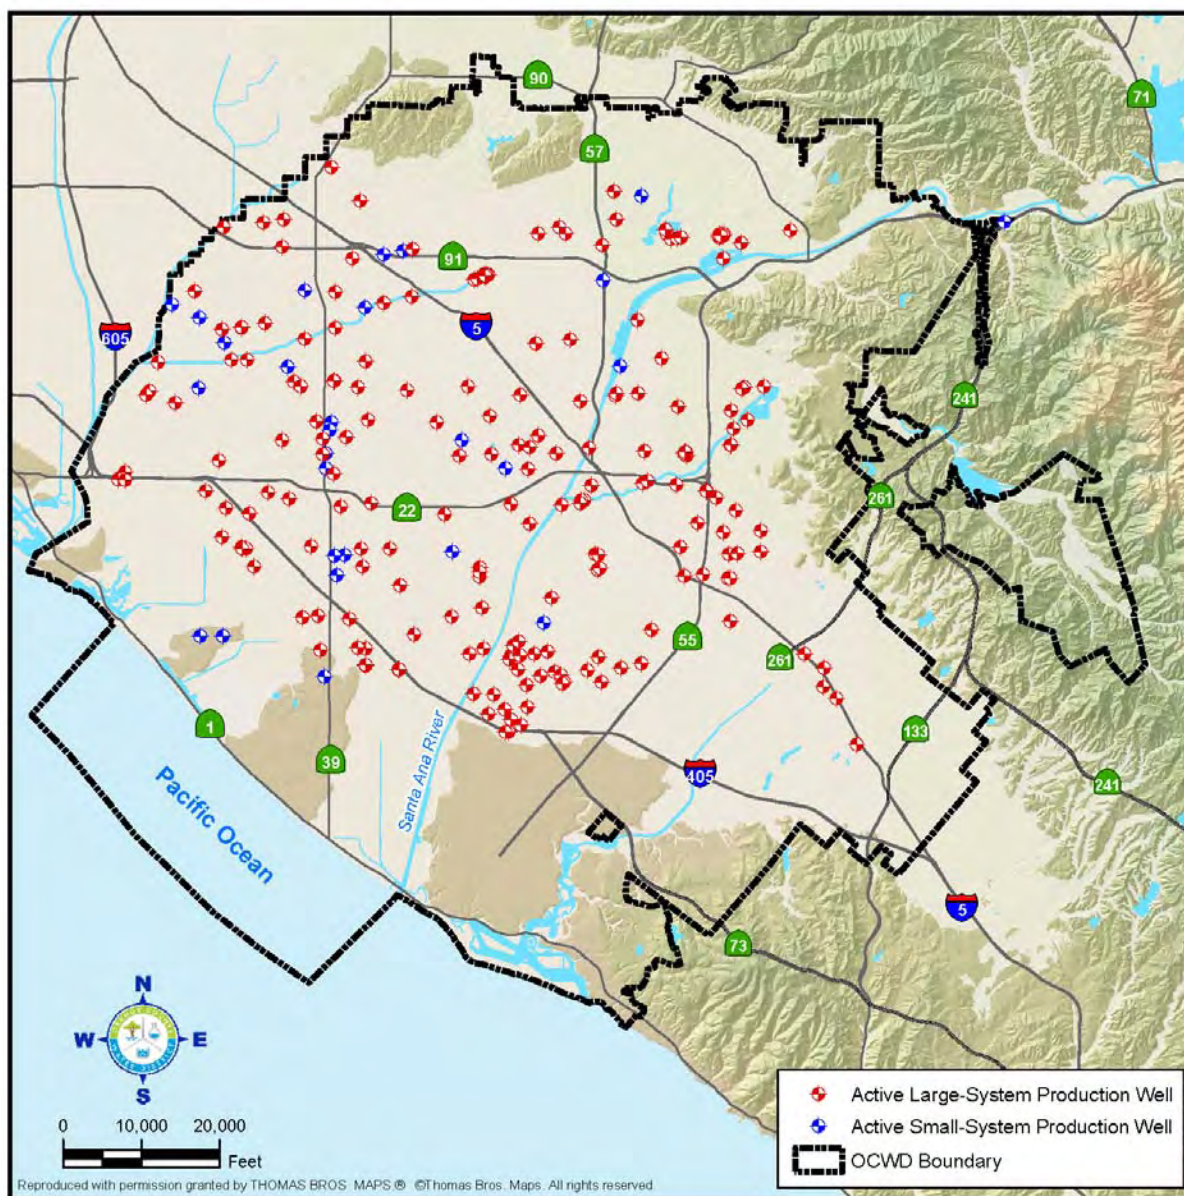 90
71
57
91
5
605
241
261
22
55
261
1
133
39
405
241
Santa Ana River
Pacific Ocean
5
73
N
W E
S
0 10,000 20,000
Feet
Active Large-System Production Well
Active Small-System Production Well
OCWD Boundary
Reproduced with permission granted by THOMAS BROS. MAPS.® ©Thomas Bros. Maps. All rights reserved.